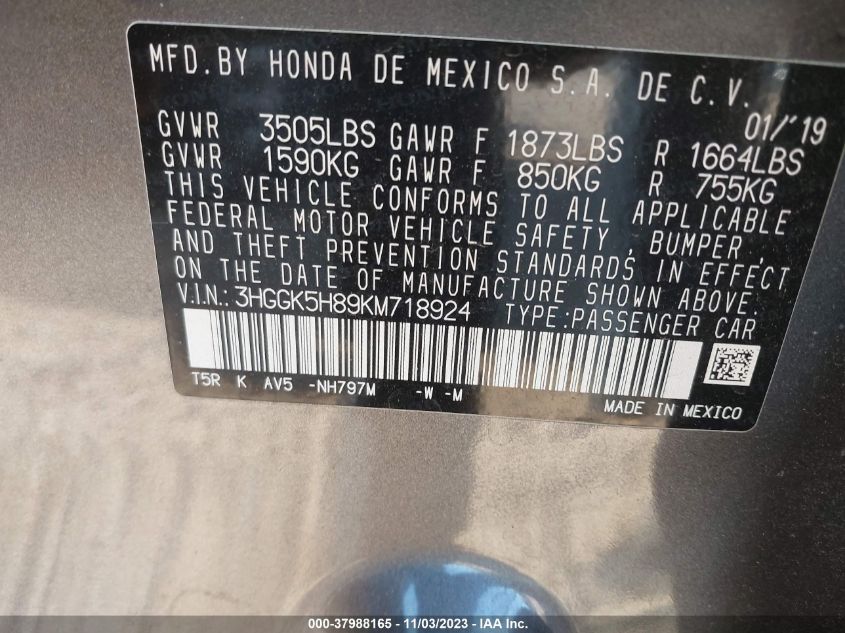 MFD.BY HONDA DE MEXICO S.A. DE C.V.
01/'19
GVWR 3505LBS GAWR F 1873LBS R 1664LBS
GVWR 1590KG GAWR F 850KG R 755KG
THIS VEHICLE CONFORMS TO ALL APPLICABLE
FEDERAL MOTOR VEHICLE SAFETY, BUMPER,
AND THEFT PREVENTION STANDARDS IN EFFECT
ON THE DATE OF MANUFACTURE SHOWN ABOVE.
V.I.N.: 3HGGK5H89KM718924 TYPE:PASSENGER CAR
T5R K AV5 -NH797M -W -M
MADE IN MEXICO
000-37988165 - 11/03/2023 - IAA Inc.